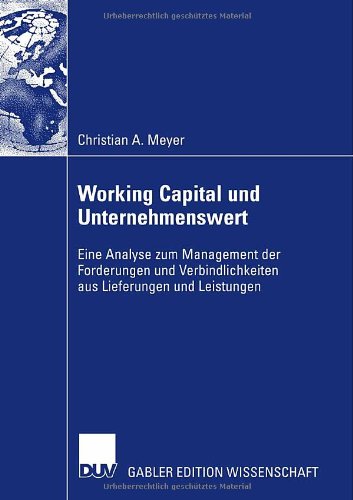 Urheberrechtlich geschütztes Material
Christian A. Meyer
Working Capital und
Unternehmenswert
Eine Analyse zum Management der
Forderungen und Verbindlichkeiten
aus Lieferungen und Leistungen
DUV
GABLER EDITION WISSENSCHAFT
Urheberrechtlich geschütztes Material